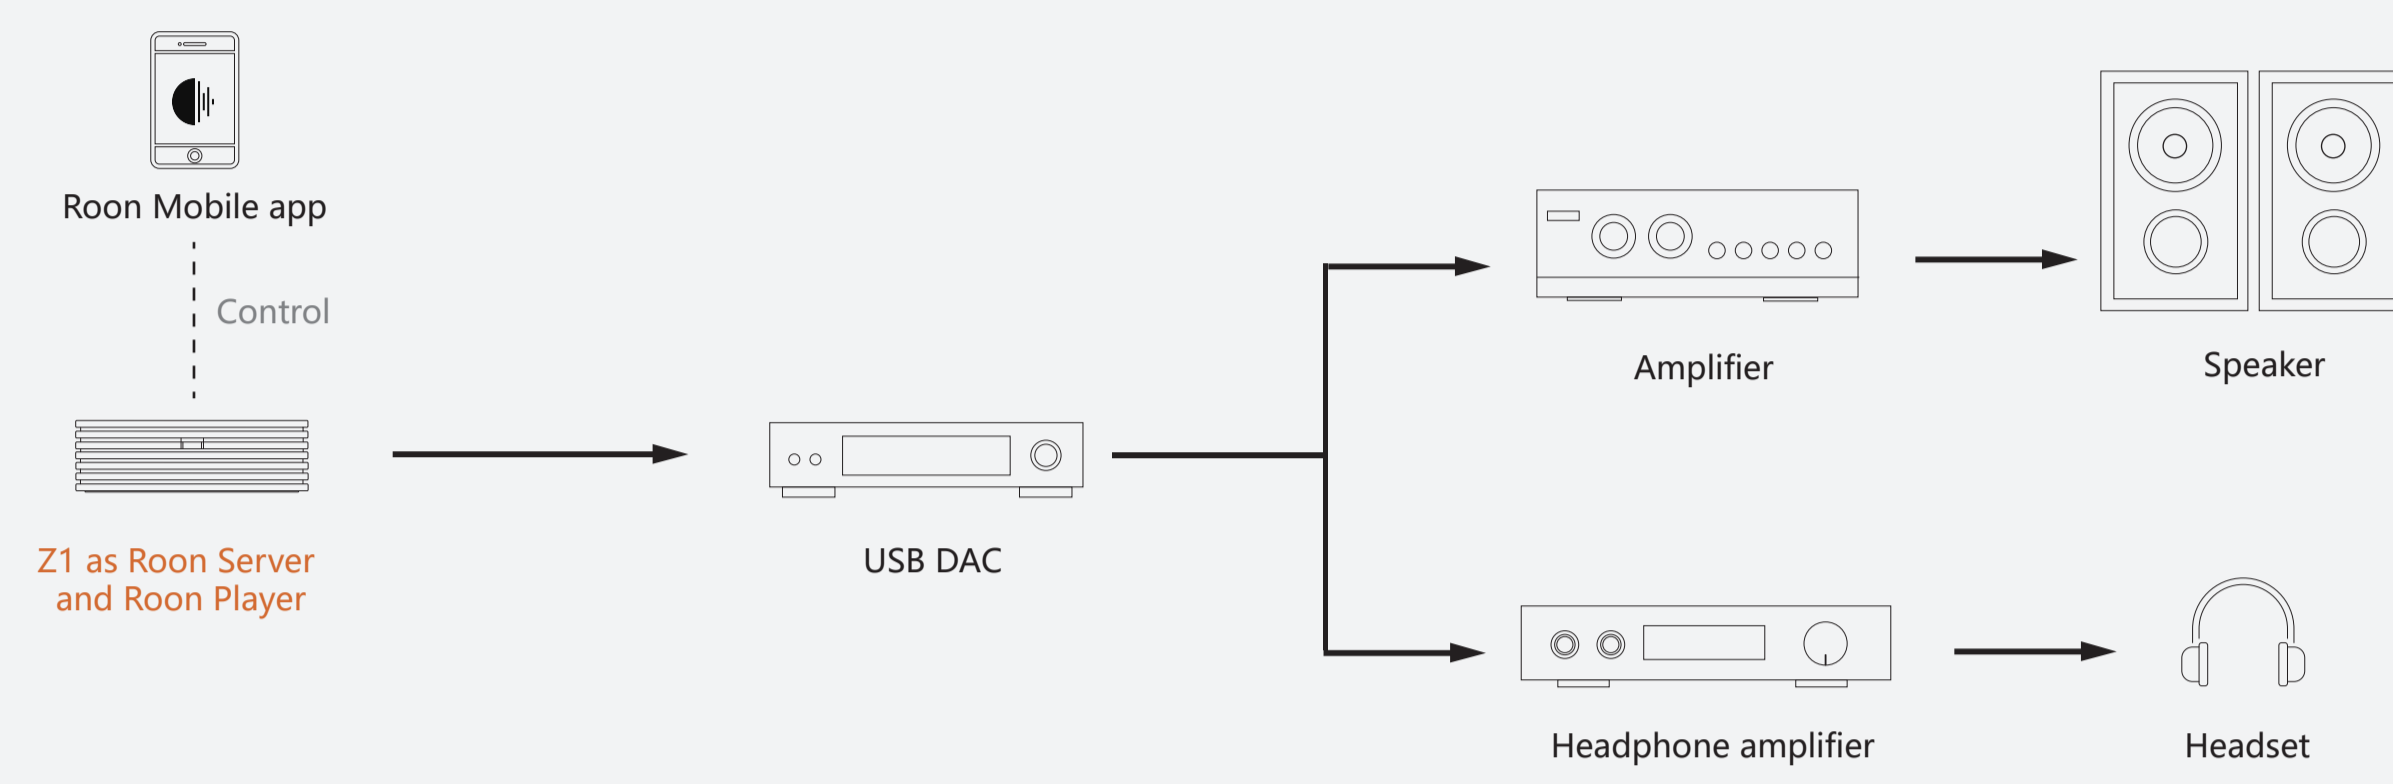 Roon Mobile app
Control
Z1 as Roon Server
and Roon Player
USB DAC
Amplifier
Speaker
Headphone amplifier
Headset